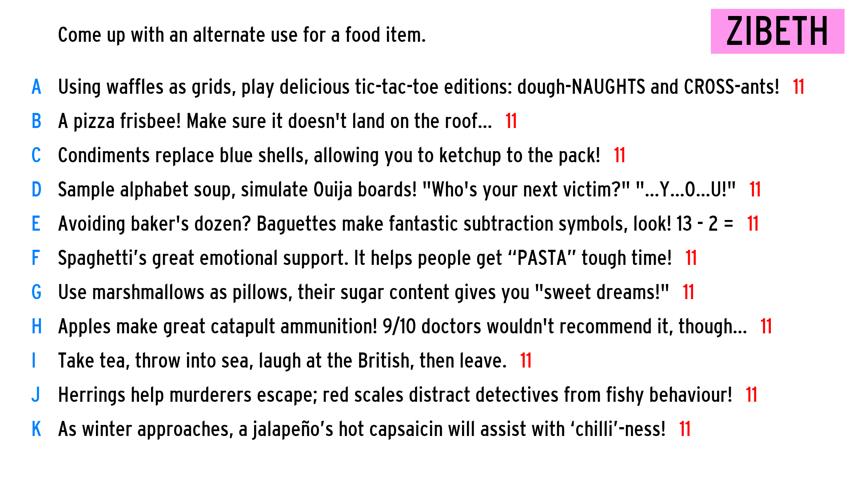 Come up with an alternate use for a food item.
ZIBETH
A Using waffles as grids, play delicious tic-tac-toe editions: dough-NAUGHTS and CROSS-ants! 11
B A pizza frisbee! Make sure it doesn't land on the roof... 11
C Condiments replace blue shells, allowing you to ketchup to the pack! 11
D Sample alphabet soup, simulate Ouija boards! "Who's your next victim?" "...Y...O...U!" 11
E Avoiding baker's dozen? Baguettes make fantastic subtraction symbols, look! 13 - 2 = 11
F Spaghetti’s great emotional support. It helps people get “PASTA” tough time! 11
G Use marshmallows as pillows, their sugar content gives you "sweet dreams!" 11
H Apples make great catapult ammunition! 9/10 doctors wouldn't recommend it, though... 11
I Take tea, throw into sea, laugh at the British, then leave. 11
J Herrings help murderers escape; red scales distract detectives from fishy behaviour! 11
K As winter approaches, a jalapeño’s hot capsaicin will assist with ‘chilli’-ness! 11